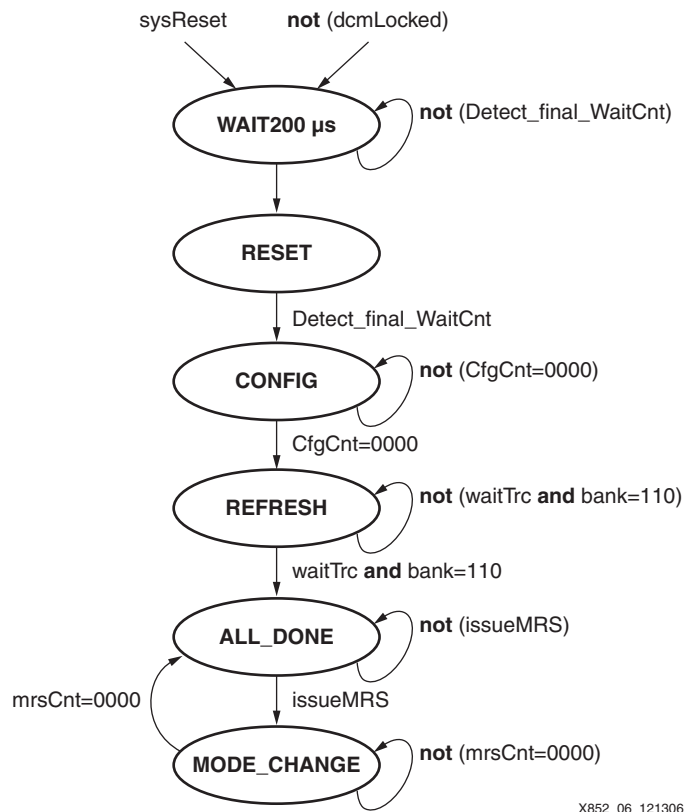 sysReset
not (dcmLocked)
WAIT200 µs
not (Detect_final_WaitCnt)
RESET
Detect_final_WaitCnt
CONFIG
not (CfgCnt=0000)
CfgCnt=0000
REFRESH
not (waitTrc and bank=110)
waitTrc and bank=110
ALL_DONE
not (issueMRS)
mrsCnt=0000
issueMRS
MODE_CHANGE
not (mrsCnt=0000)
X852_06_121306